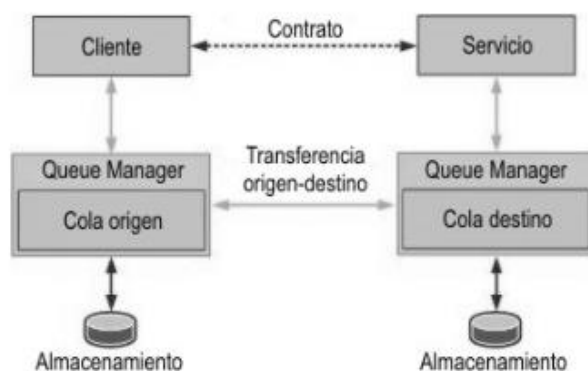 Contrato
Cliente
Servicio
Queue Manager
Cola origen
Transferencia
origen-destino
Queue Manager
Cola destino
Almacenamiento
Almacenamiento